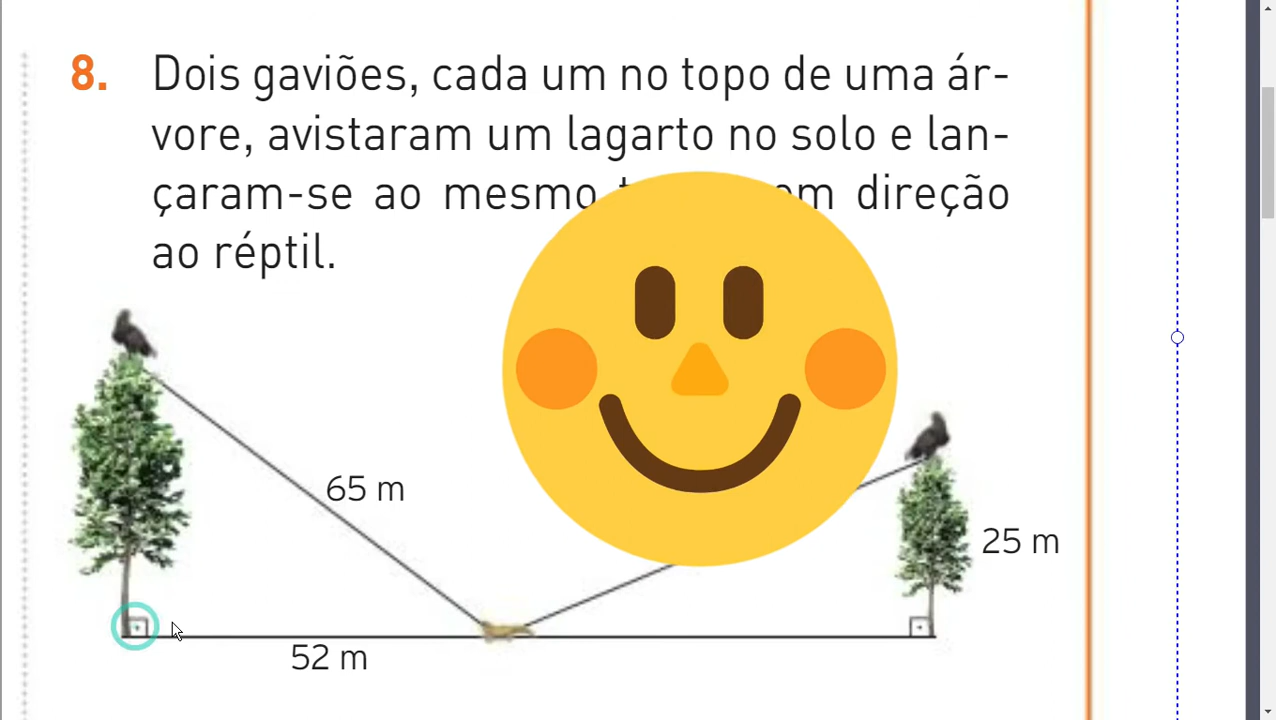 8. Dois gaviões, cada um no topo de uma ár-
vore, avistaram um lagarto no solo e lan-
çaram-se ao mesmo direção
ao réptil.
65 m
25 m
52 m